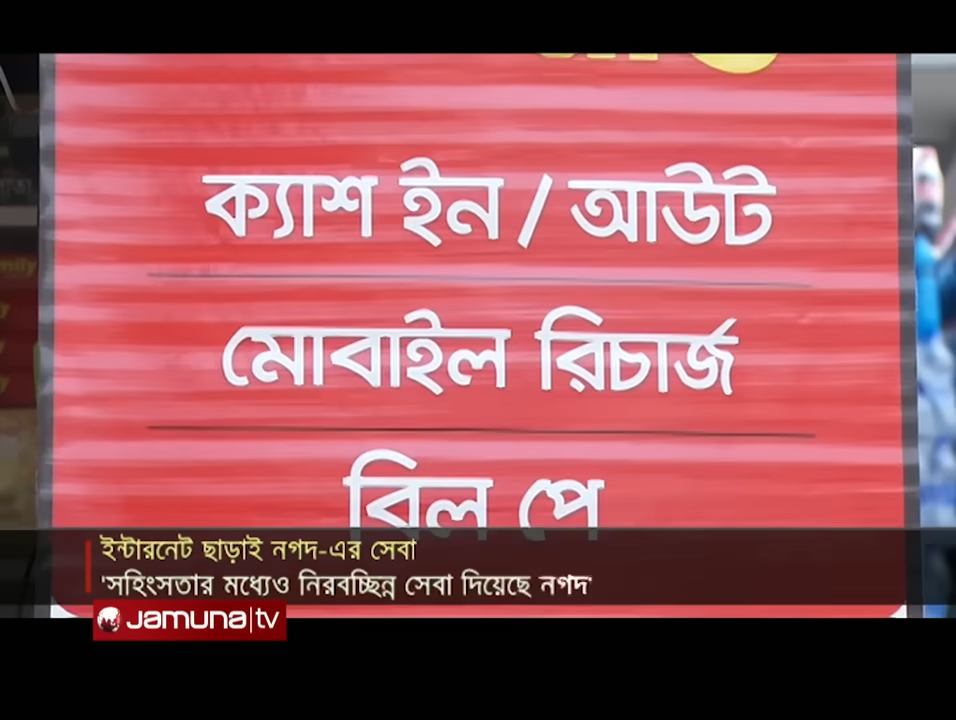 ক্যাশ ইন / আউট
মোবাইল রিচার্জ
বিল পে
ইন্টারনেট ছাড়াই নগদ-এর সেবা
'সহিংসতার মধ্যেও নিরবচ্ছিন্ন সেবা দিয়েছে নগদ'
Jamuna|tv